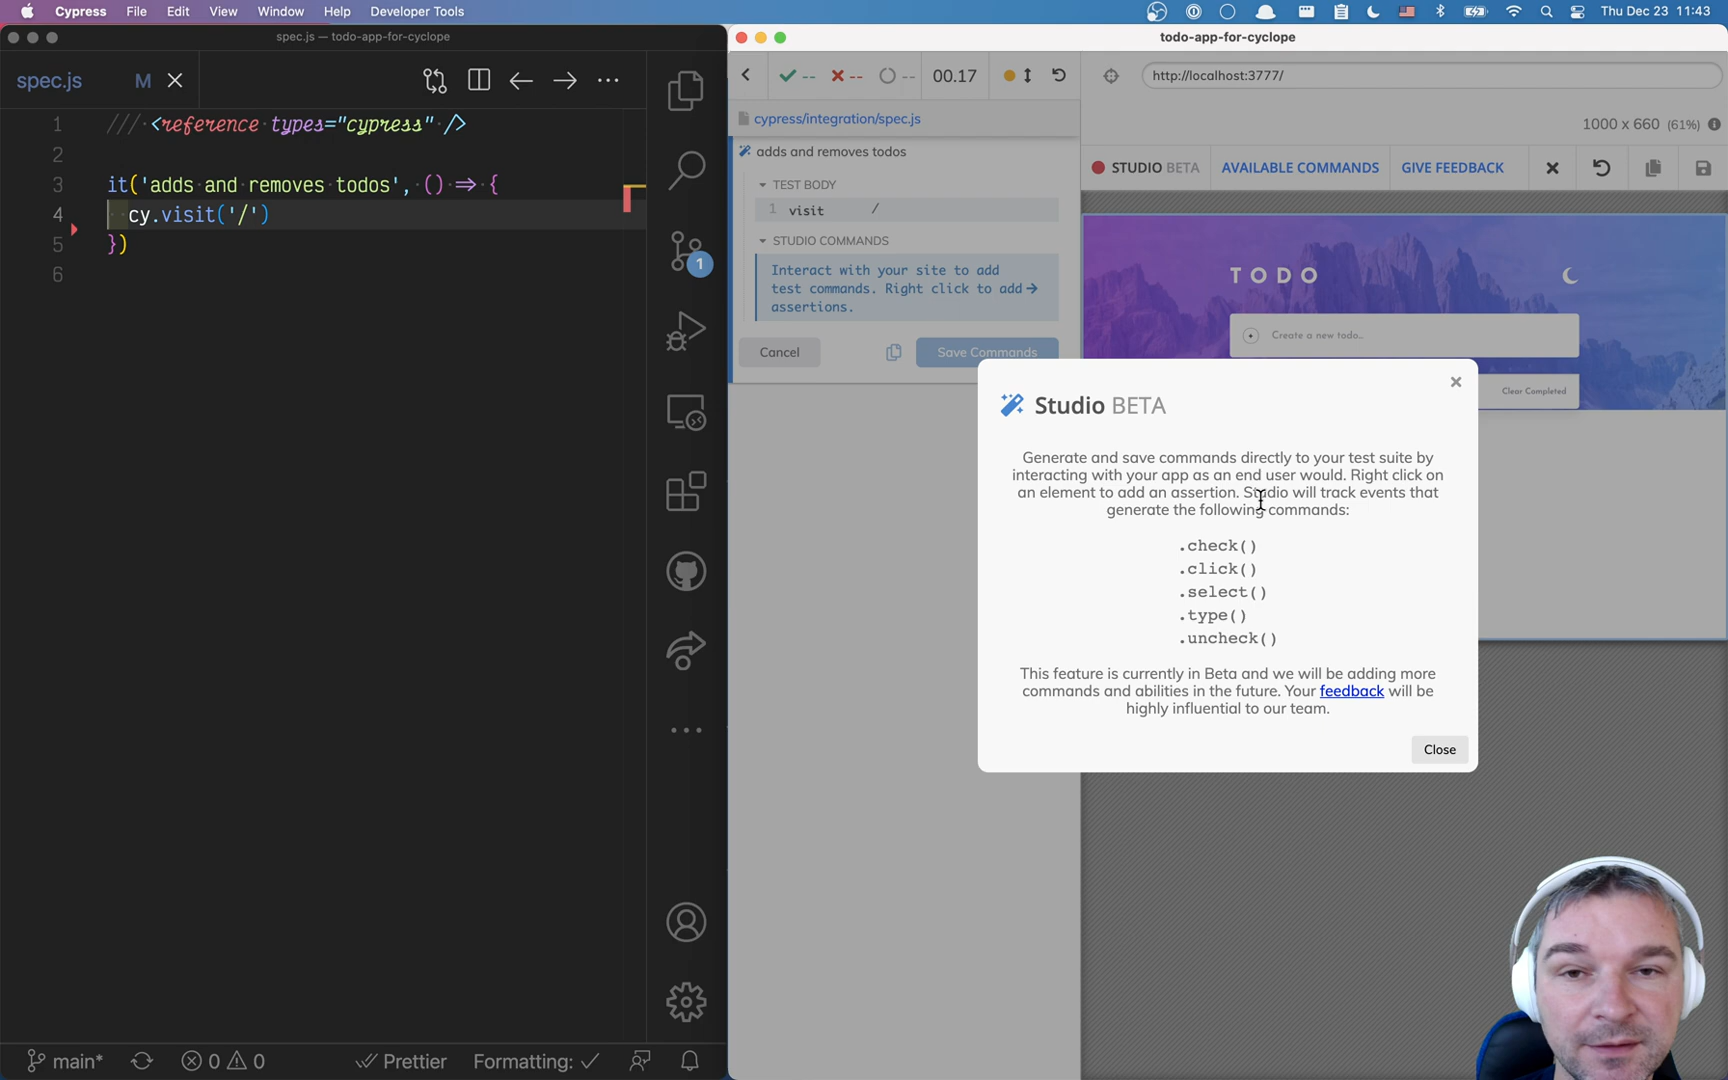 Cypress File Edit View Window Help Developer Tools
Thu Dec 23 11:43
spec.js — todo-app-for-cyclope
spec.js M
1 /// <reference types="cypress" />
2
3 it('adds and removes todos', () => {
4 cy.visit('/')
5 })
6
1
main* 0 0 Prettier Formatting:
todo-app-for-cyclope
-- -- -- 00.17
http://localhost:3777/
cypress/integration/spec.js
1000 x 660 (61%)
adds and removes todos
STUDIO BETA AVAILABLE COMMANDS GIVE FEEDBACK
TEST BODY
1 visit /
STUDIO COMMANDS
Interact with your site to add
test commands. Right click to add
assertions.
Cancel Save Commands
TODO
Create a new todo..
Clear Completed
Studio BETA
Generate and save commands directly to your test suite by
interacting with your app as an end user would. Right click on
an element to add an assertion. Studio will track events that
generate the following commands:
.check()
.click()
.select()
.type()
.uncheck()
This feature is currently in Beta and we will be adding more
commands and abilities in the future. Your feedback will be
highly influential to our team.
Close